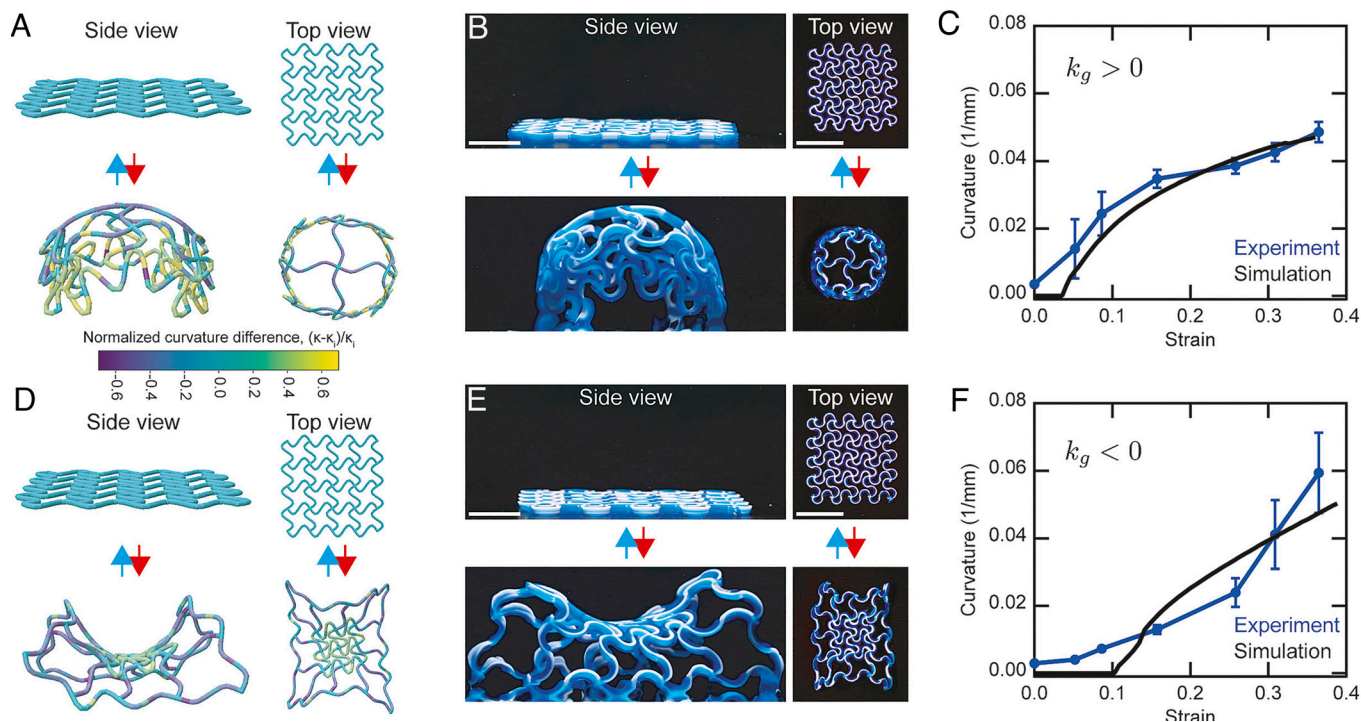 A
Side view
Top view
B
Side view
Top view
C
0.08
0.06
0.04
0.02
0.00
Curvature (1/mm)
k_g > 0
Experiment
Simulation
0.0
0.1
0.2
0.3
0.4
Strain
Normalized curvature difference, (κ-κᵢ)/κᵢ
-0.6
-0.4
-0.2
0.0
0.2
0.4
0.6
D
Side view
Top view
E
Side view
Top view
F
0.08
0.06
0.04
0.02
0.00
Curvature (1/mm)
k_g < 0
Experiment
Simulation
0.0
0.1
0.2
0.3
0.4
Strain